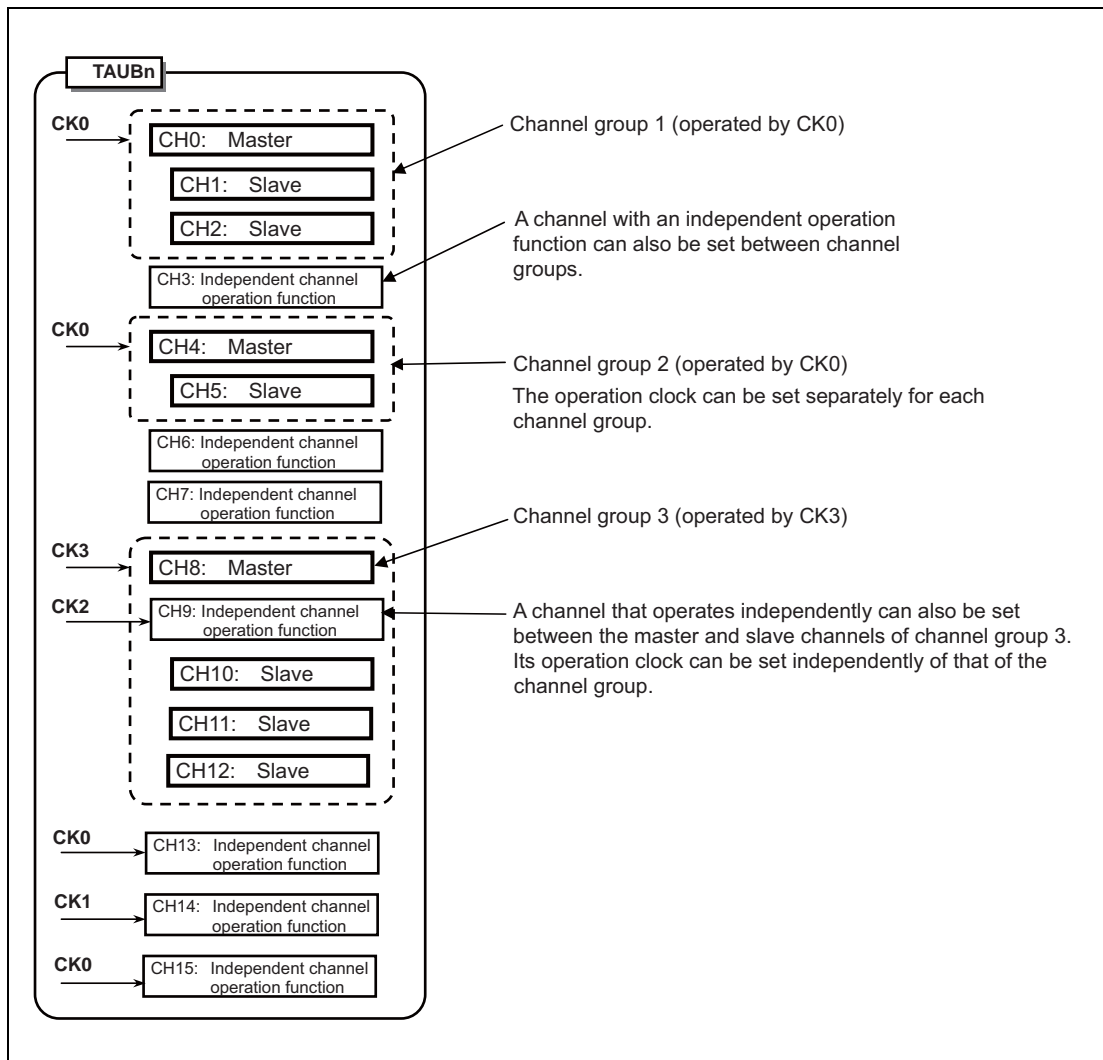 TAUBn
CK0
CH0: Master
CH1: Slave
CH2: Slave
Channel group 1 (operated by CK0)
A channel with an independent operation
function can also be set between channel
groups.
CH3: Independent channel
operation function
CK0
CH4: Master
CH5: Slave
Channel group 2 (operated by CK0)
The operation clock can be set separately for each
channel group.
CH6: Independent channel
operation function
CH7: Independent channel
operation function
Channel group 3 (operated by CK3)
CK3
CH8: Master
CK2
CH9: Independent channel
operation function
A channel that operates independently can also be set
between the master and slave channels of channel group 3.
Its operation clock can be set independently of that of the
channel group.
CH10: Slave
CH11: Slave
CH12: Slave
CK0
CH13: Independent channel
operation function
CK1
CH14: Independent channel
operation function
CK0
CH15: Independent channel
operation function